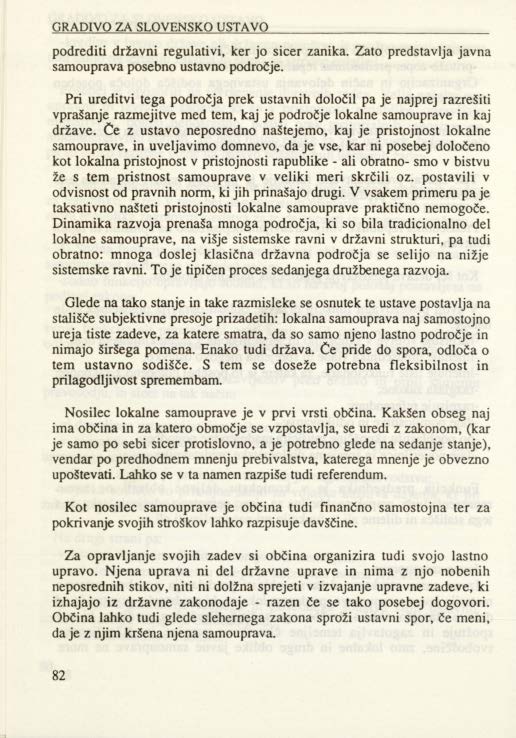 GRADIVO ZA SLOVENSKO USTAVO
podrediti državni regulativi, ker jo sicer zanika. Zato predstavlja javna
samouprava posebno ustavno področje.
Pri ureditvi tega področja prek ustavnih določil pa je najprej razrešiti
vprašanje razmejitve med tem, kaj je področje lokalne samouprave in kaj
države. Če z ustavo neposredno naštejemo, kaj je pristojnost lokalne
samouprave, in uveljavimo domnevo, da je vse, kar ni posebej določeno
kot lokalna pristojnost v pristojnosti rapublike - ali obratno- smo v bistvu
že s tem pristnost samouprave v veliki meri skrčili oz. postavili v
odvisnost od pravnih norm, ki jih prinašajo drugi. V vsakem primeru pa je
taksativno našteti pristojnosti lokalne samouprave praktično nemogoče.
Dinamika razvoja prenaša mnoga področja, ki so bila tradicionalno del
lokalne samouprave, na višje sistemske ravni v državni strukturi, pa tudi
obratno: mnoga doslej klasična državna področja se selijo na nižje
sistemske ravni. To je tipičen proces sedanjega družbenega razvoja.
Glede na tako stanje in take razmisleke se osnutek te ustave postavlja na
stališče subjektivne presoje prizadetih: lokalna samouprava naj samostojno
ureja tiste zadeve, za katere smatra, da so samo njeno lastno področje in
nimajo širšega pomena. Enako tudi država. Če pride do spora, odloča o
tem ustavno sodišče. S tem se doseže potrebna fleksibilnost in
prilagodljivost spremembam.
Nosilec lokalne samouprave je v prvi vrsti občina. Kakšen obseg naj
ima občina in za katero območje se vzpostavlja, se uredi z zakonom, (kar
je samo po sebi sicer protislovno, a je potrebno glede na sedanje stanje),
vendar po predhodnem mnenju prebivalstva, katerega mnenje je obvezno
upoštevati. Lahko se v ta namen razpiše tudi referendum.
Kot nosilec samouprave je občina tudi finančno samostojna ter za
pokrivanje svojih stroškov lahko razpisuje davščine.
Za opravljanje svojih zadev si občina organizira tudi svojo lastno
upravo. Njena uprava ni del državne uprave in nima z njo nobenih
neposrednih stikov, niti ni dolžna sprejeti v izvajanje upravne zadeve, ki
izhajajo iz državne zakonodaje - razen če se tako posebej dogovori.
Občina lahko tudi glede slehernega zakona sproži ustavni spor, če meni,
da je z njim kršena njena samouprava.
82